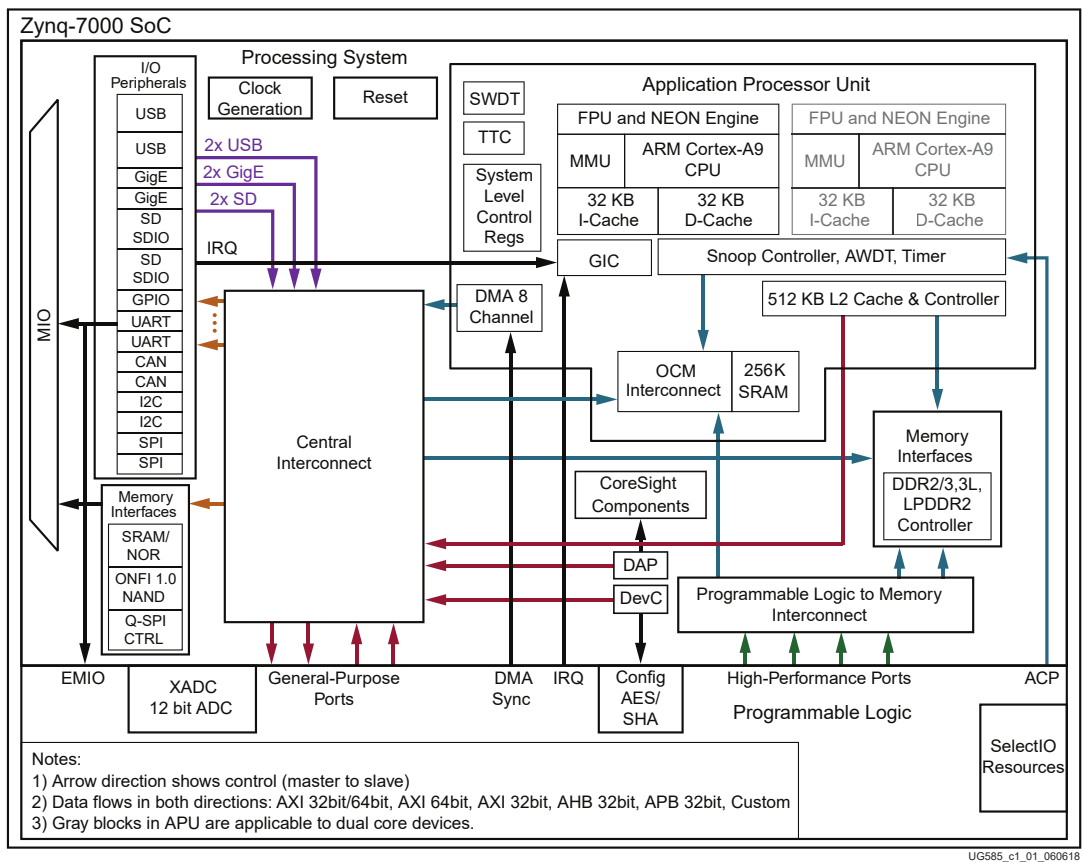 Zynq-7000 SoC
Processing System
I/O
Peripherals
USB
USB
GigE
GigE
SD
SDIO
SD
SDIO
GPIO
UART
UART
CAN
CAN
I2C
I2C
SPI
SPI
MIO
Memory
Interfaces
SRAM/
NOR
ONFI 1.0
NAND
Q-SPI
CTRL
Clock
Generation
Reset
2x USB
2x GigE
2x SD
IRQ
Central
Interconnect
Application Processor Unit
SWDT
TTC
System
Level
Control
Regs
FPU and NEON Engine
MMU
ARM Cortex-A9
CPU
32 KB
I-Cache
32 KB
D-Cache
FPU and NEON Engine
MMU
ARM Cortex-A9
CPU
32 KB
I-Cache
32 KB
D-Cache
GIC
Snoop Controller, AWDT, Timer
DMA 8
Channel
512 KB L2 Cache & Controller
OCM
Interconnect
256K
SRAM
Memory
Interfaces
DDR2/3,3L,
LPDDR2
Controller
CoreSight
Components
DAP
DevC
Programmable Logic to Memory
Interconnect
EMIO
XADC
12 bit ADC
General-Purpose
Ports
DMA
Sync
IRQ
Config
AES/
SHA
High-Performance Ports
ACP
Programmable Logic
SelectIO
Resources
Notes:
1) Arrow direction shows control (master to slave)
2) Data flows in both directions: AXI 32bit/64bit, AXI 64bit, AXI 32bit, AHB 32bit, APB 32bit, Custom
3) Gray blocks in APU are applicable to dual core devices.
UG585_c1_01_060618